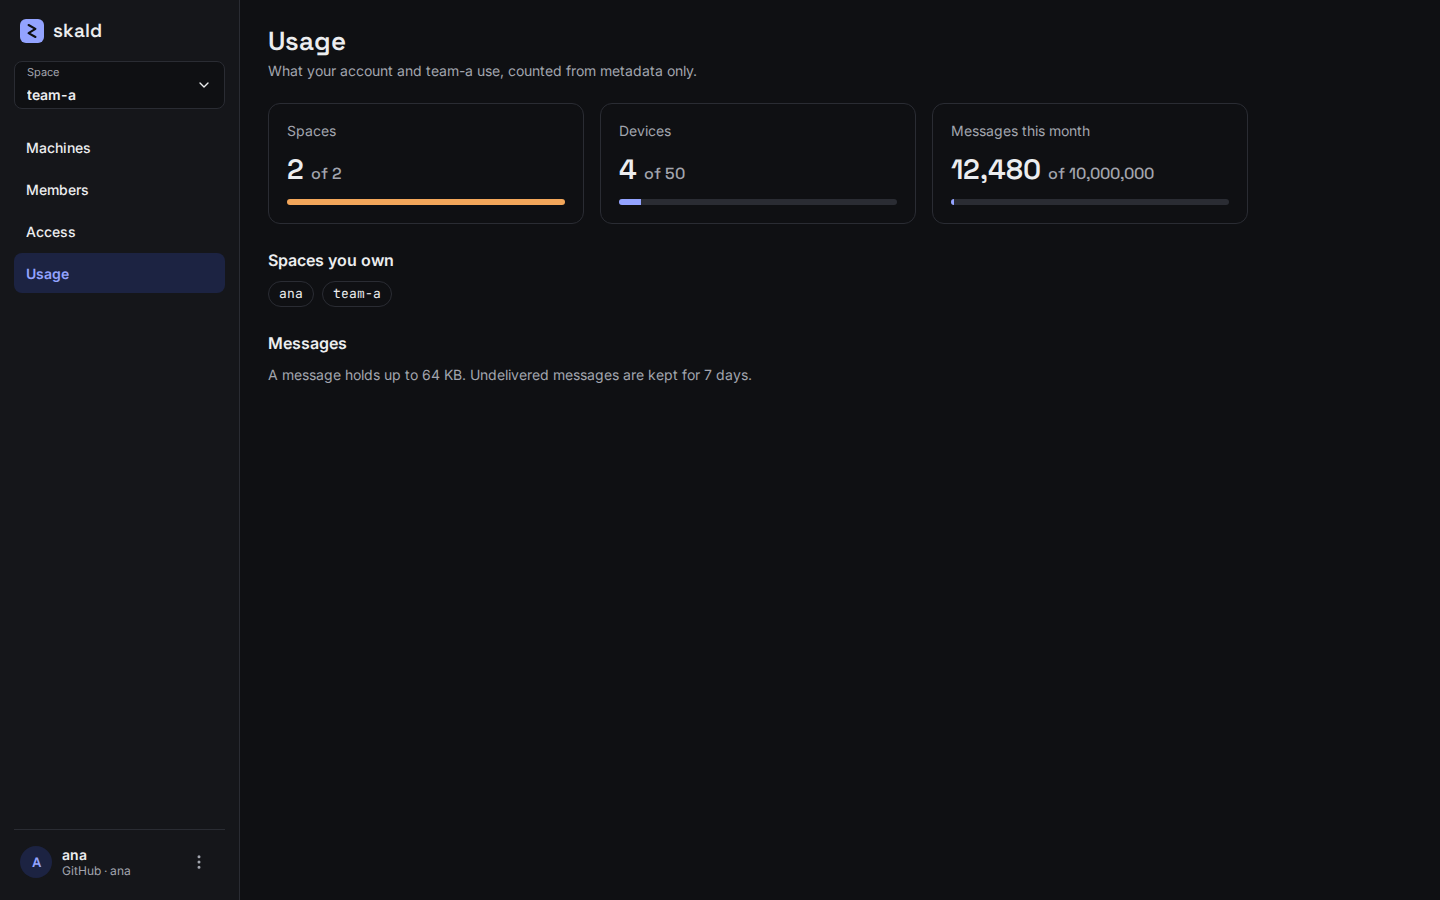 skald
Space
team-a
Machines
Members
Access
Usage
A
ana
GitHub · ana
Usage
What your account and team-a use, counted from metadata only.
Spaces
2 of 2
Devices
4 of 50
Messages this month
12,480 of 10,000,000
Spaces you own
ana
team-a
Messages
A message holds up to 64 KB. Undelivered messages are kept for 7 days.